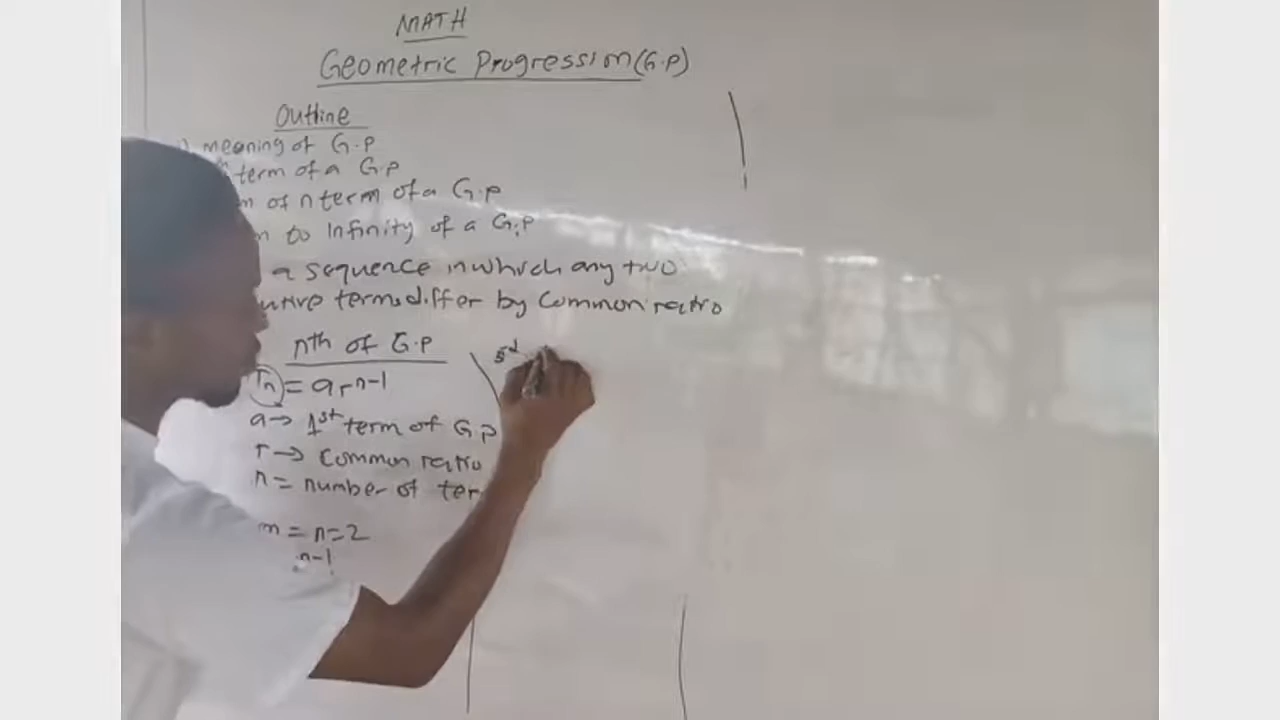 MATH
Geometric Progression (G.P)
Outline
meaning of G.P
term of a G.P
of n term of a G.P
to Infinity of a G.P
a sequence in which any two
terms differ by Common ratio
nth of G.P
Tn = ar^n-1
a → 1st term of G.P
r → Common ratio
n = number of ter
= n=2
n-1